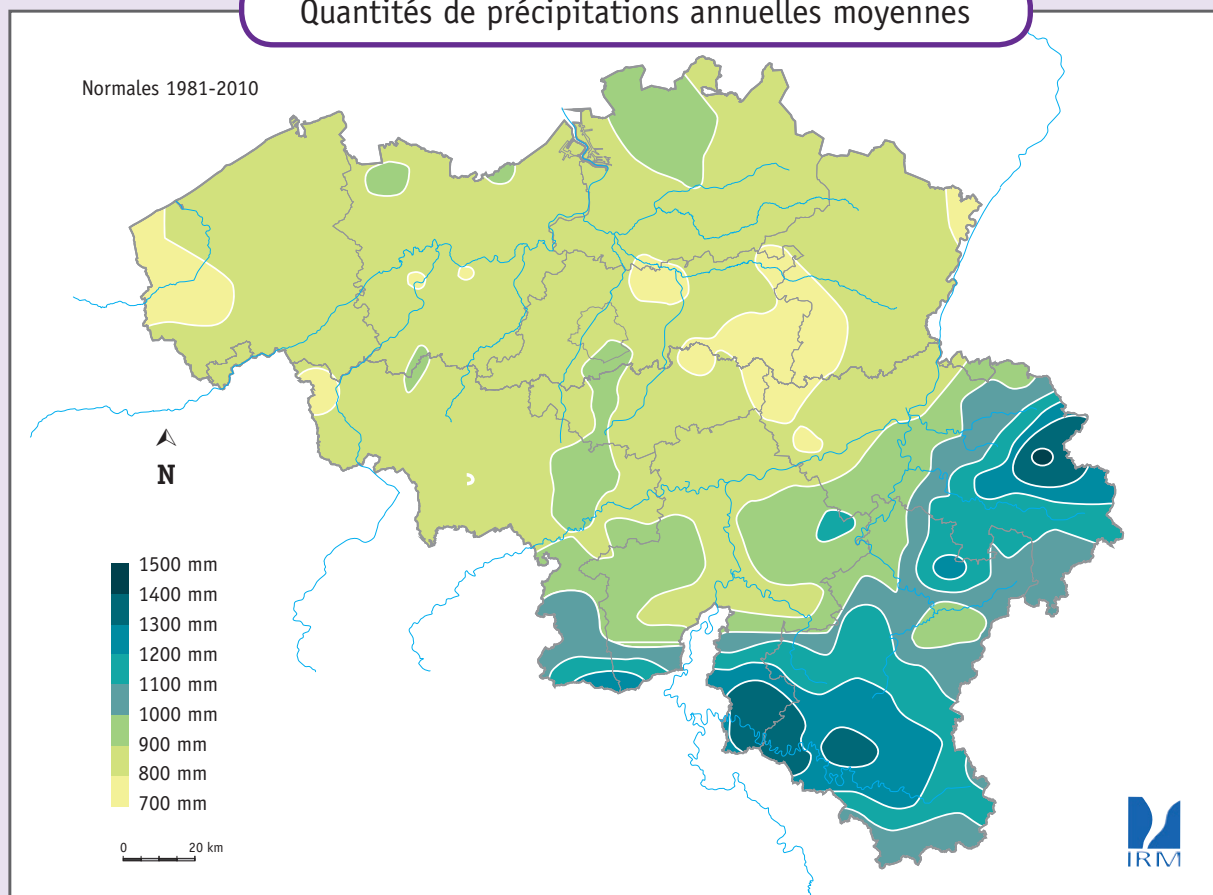 Quantités de précipitations annuelles moyennes
Normales 1981-2010
N
1500 mm
1400 mm
1300 mm
1200 mm
1100 mm
1000 mm
900 mm
800 mm
700 mm
0 20 km
IRM